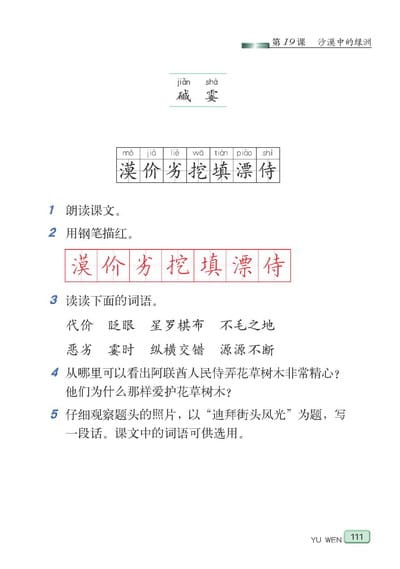 第19课 沙漠中的绿洲
jiǎn shà
碱 霎
mò jià liè wā tián piāo shì
漠价劣挖填漂侍
1 朗读课文。
2 用钢笔描红。
漠价劣挖填漂侍
3 读读下面的词语。
代价 眨眼 星罗棋布 不毛之地
恶劣 霎时 纵横交错 源源不断
4 从哪里可以看出阿联酋人民侍弄花草树木非常精心?
他们为什么那样爱护花草树木?
5 仔细观察题头的照片，以“迪拜街头风光”为题，写
一段话。课文中的词语可供选用。
YU WEN 111